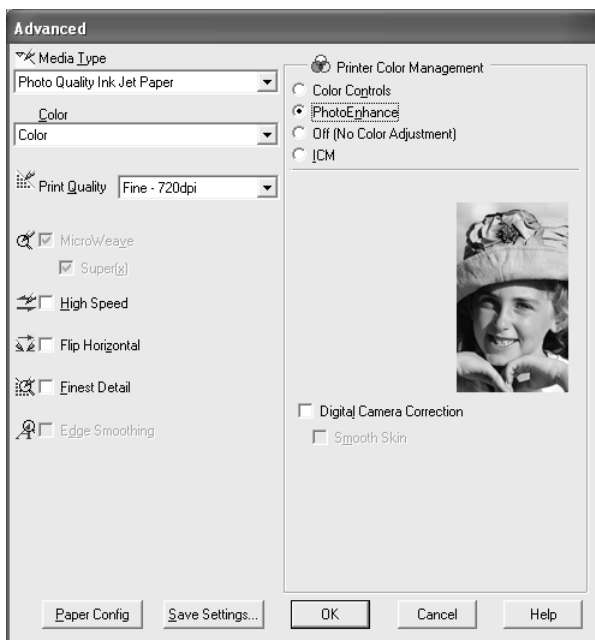 Advanced
Media Type
Photo Quality Ink Jet Paper
Color
Color
Print Quality Fine - 720dpi
MicroWeave
Super(x)
High Speed
Flip Horizontal
Finest Detail
Edge Smoothing
Printer Color Management
Color Controls
PhotoEnhance
Off (No Color Adjustment)
ICM
Digital Camera Correction
Smooth Skin
Paper Config Save Settings... OK Cancel Help